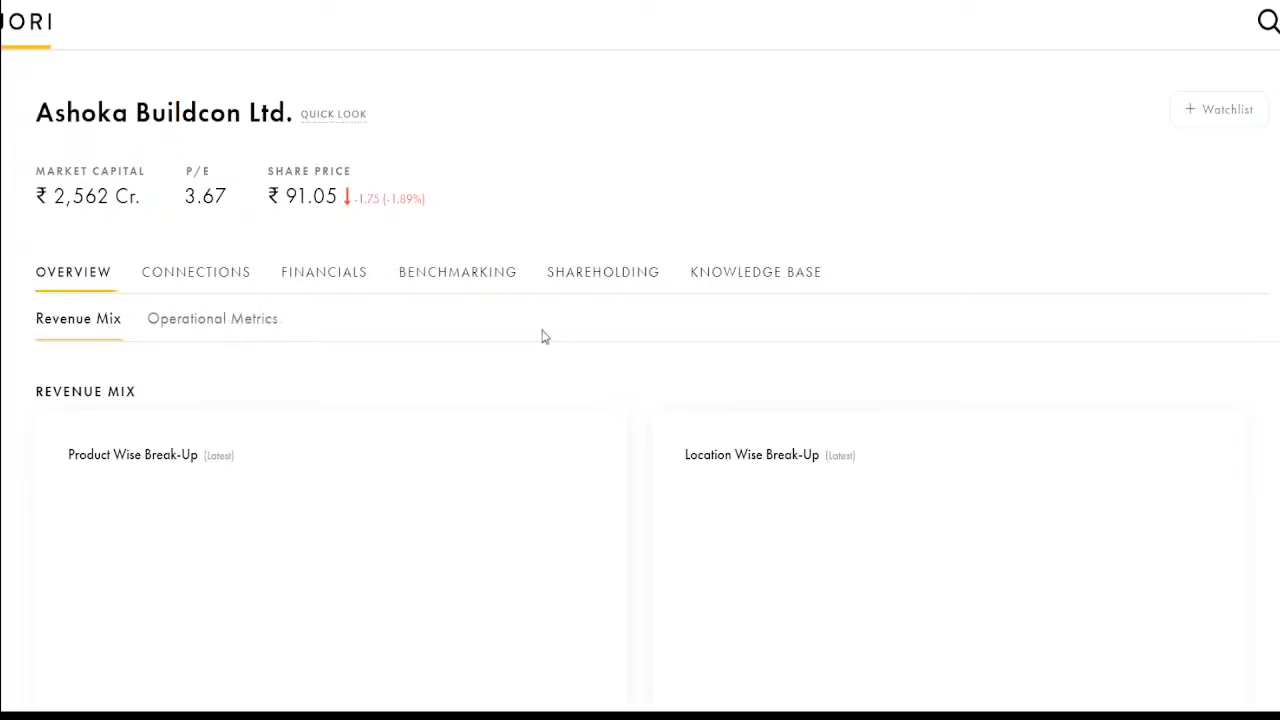 JORI
Ashoka Buildcon Ltd. QUICK LOOK
+ Watchlist
MARKET CAPITAL P/E SHARE PRICE
₹ 2,562 Cr. 3.67 ₹ 91.05 ↓ -1.75 (-1.89%)
OVERVIEW CONNECTIONS FINANCIALS BENCHMARKING SHAREHOLDING KNOWLEDGE BASE
Revenue Mix Operational Metrics
REVENUE MIX
Product Wise Break-Up (Latest) Location Wise Break-Up (Latest)